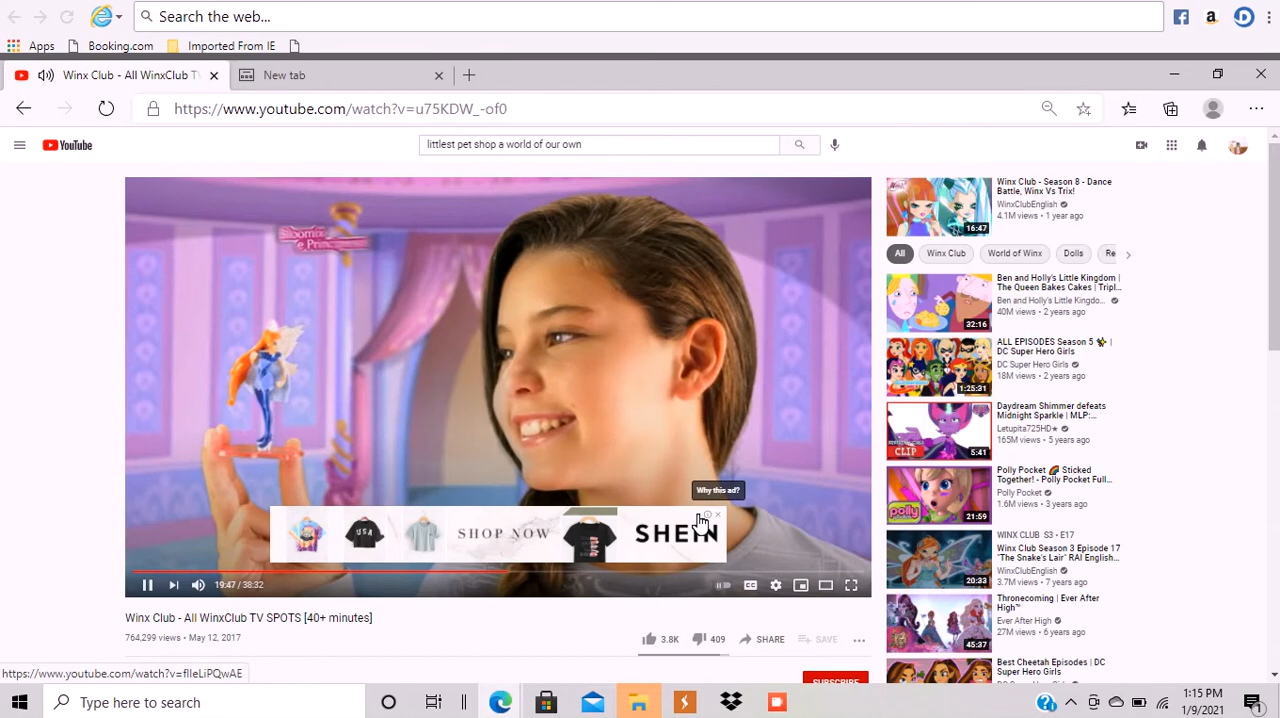 Search the web...
Apps
Booking.com
Imported From IE
Winx Club - All WinxClub TV
New tab
https://www.youtube.com/watch?v=u75KDW_-of0
YouTube
littlest pet shop a world of our own
Bloomix
e Prin
Why this ad?
USA
SHOP NOW
SHEIN
19:47 / 38:32
Winx Club - All WinxClub TV SPOTS [40+ minutes]
764,299 views • May 12, 2017
3.8K
409
SHARE
SAVE
SUBSCRIBE
https://www.youtube.com/watch?v=flleLiPQwAE
Winx Club - Season 8 - Dance
Battle, Winx Vs Trix!
WinxClubEnglish
4.1M views • 1 year ago
16:47
All
Winx Club
World of Winx
Dolls
Re
Ben and Holly's Little Kingdom |
The Queen Bakes Cakes | Tripl...
Ben and Holly's Little Kingdo...
40M views • 2 years ago
32:16
ALL EPISODES Season 5 ✨ |
DC Super Hero Girls
DC Super Hero Girls
18M views • 2 years ago
1:25:31
Daydream Shimmer defeats
Midnight Sparkle | MLP:...
Letupita725HD★
165M views • 5 years ago
CLIP
5:41
Polly Pocket 🌈 Sticked
Together! - Polly Pocket Full...
Polly Pocket
1.6M views • 3 years ago
polly
21:59
WINX CLUB S3 - E17
Winx Club Season 3 Episode 17
"The Snake's Lair" RAI English...
WinxClubEnglish
3.7M views • 7 years ago
20:33
Thronecoming | Ever After
High™
Ever After High
27M views • 6 years ago
45:37
Best Cheetah Episodes | DC
Super Hero Girls
Type here to search
1:15 PM
1/9/2021
1